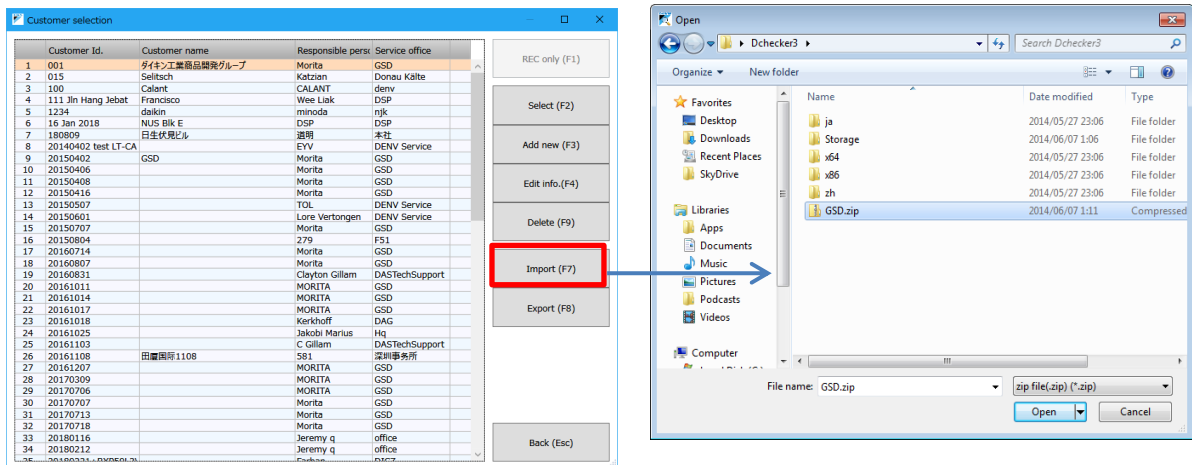 Customer selection
Customer Id. Customer name Responsible pers Service office
1 001 ダイキン工業商品開発グループ Morita GSD
2 015 Selitsch Katzian Donau Kälte
3 100 Calant CALANT denv
4 111 Jln Hang Jebat Francisco Wee Liak DSP
5 1234 daikin minoda njk
6 16 Jan 2018 NUS Blk E DSP DSP
7 180809 日生伏見ビル 道明 本社
8 20140402 test LT-CA EYV DENV Service
9 20150402 GSD Morita GSD
10 20150406 Morita GSD
11 20150408 Morita GSD
12 20150416 Morita GSD
13 20150507 TOL DENV Service
14 20150601 Lore Vertongen DENV Service
15 20150707 Morita GSD
16 20150804 279 F51
17 20160714 Morita GSD
18 20160807 Morita GSD
19 20160831 Clayton Gillam DASTechSupport
20 20161011 MORITA GSD
21 20161014 MORITA GSD
22 20161017 MORITA GSD
23 20161018 Kerkhoff DAG
24 20161025 Jakobi Marius Hq
25 20161103 C Gillam DASTechSupport
26 20161108 田厦国际1108 581 深圳事务所
27 20161207 MORITA GSD
28 20170309 MORITA GSD
29 20170706 MORITA GSD
30 20170707 Morita GSD
31 20170713 Morita GSD
32 20170718 Morita GSD
33 20180116 Jeremy q office
34 20180212 Jeremy q office
REC only (F1)
Select (F2)
Add new (F3)
Edit info.(F4)
Delete (F9)
Import (F7)
Export (F8)
Back (Esc)
Open
Dchecker3
Search Dchecker3
Organize New folder
Favorites
Desktop
Downloads
Recent Places
SkyDrive
Libraries
Apps
Documents
Music
Pictures
Podcasts
Videos
Computer
Name Date modified Type
ja 2014/05/27 23:06 File folder
Storage 2014/06/07 1:06 File folder
x64 2014/05/27 23:06 File folder
x86 2014/05/27 23:06 File folder
zh 2014/05/27 23:06 File folder
GSD.zip 2014/06/07 1:11 Compressed
File name: GSD.zip zip file(.zip) (*.zip)
Open Cancel